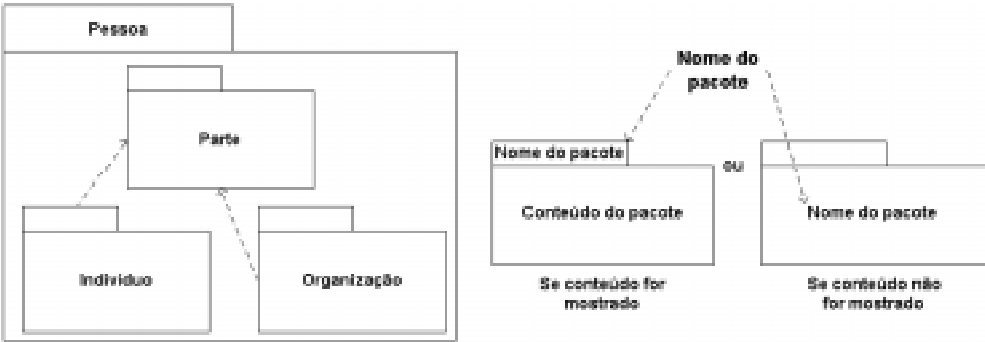 Pessoa
Parte
Indivíduo
Organização
Nome do
pacote
Nome do pacote
ou
Conteúdo do pacote
Nome do pacote
Se conteúdo for
mostrado
Se conteúdo não
for mostrado